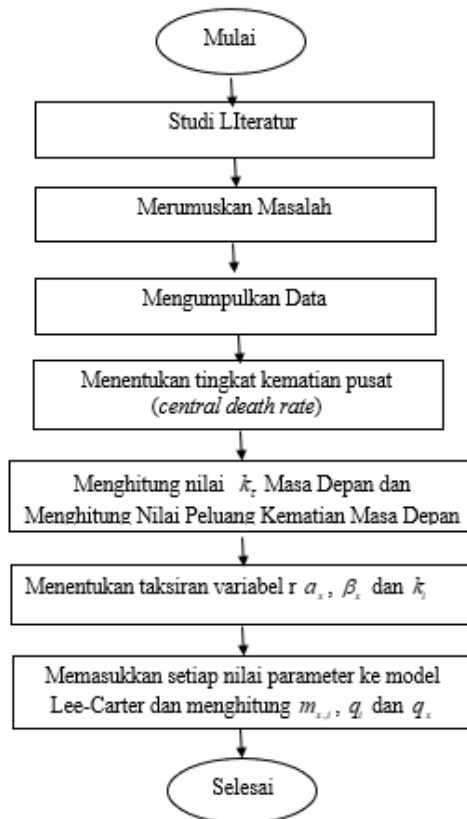 Mulai
Studi LIteratur
Merumuskan Masalah
Mengumpulkan Data
Menentukan tingkat kematian pusat
(central death rate)
Menghitung nilai k_T Masa Depan dan
Menghitung Nilai Peluang Kematian Masa Depan
Menentukan taksiran variabel r a_x, β_x dan k_t
Memasukkan setiap nilai parameter ke model
Lee-Carter dan menghitung m_x,t, q_t dan q_x
Selesai